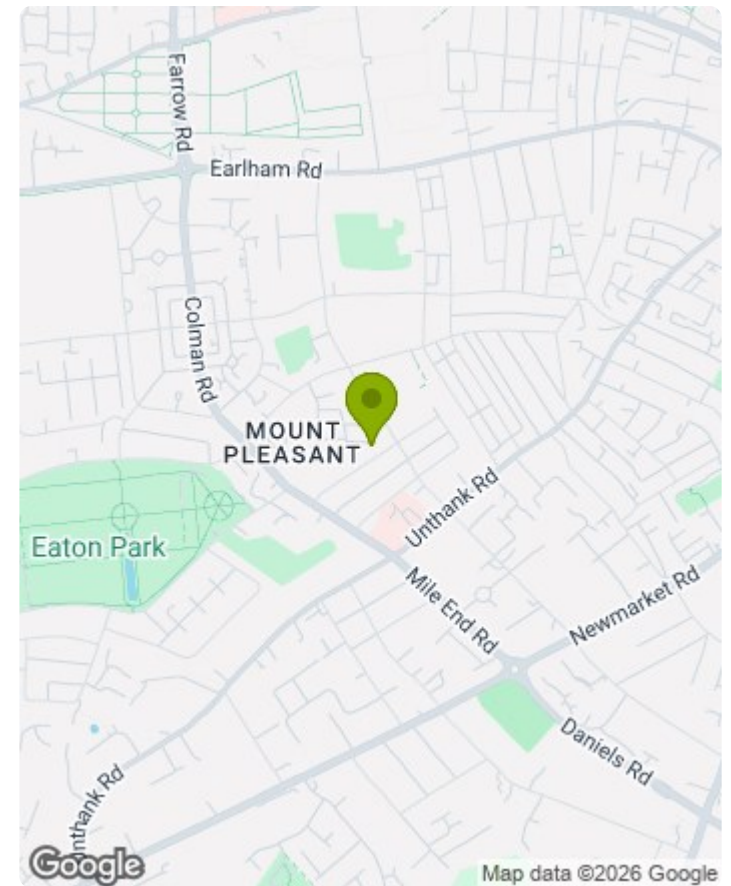 Farrow Rd
Earlham Rd
Colman Rd
MOUNT
PLEASANT
Unthank Rd
Eaton Park
Mile End Rd
Newmarket Rd
Daniels Rd
nthank Rd
Google
Map data ©2026 Google